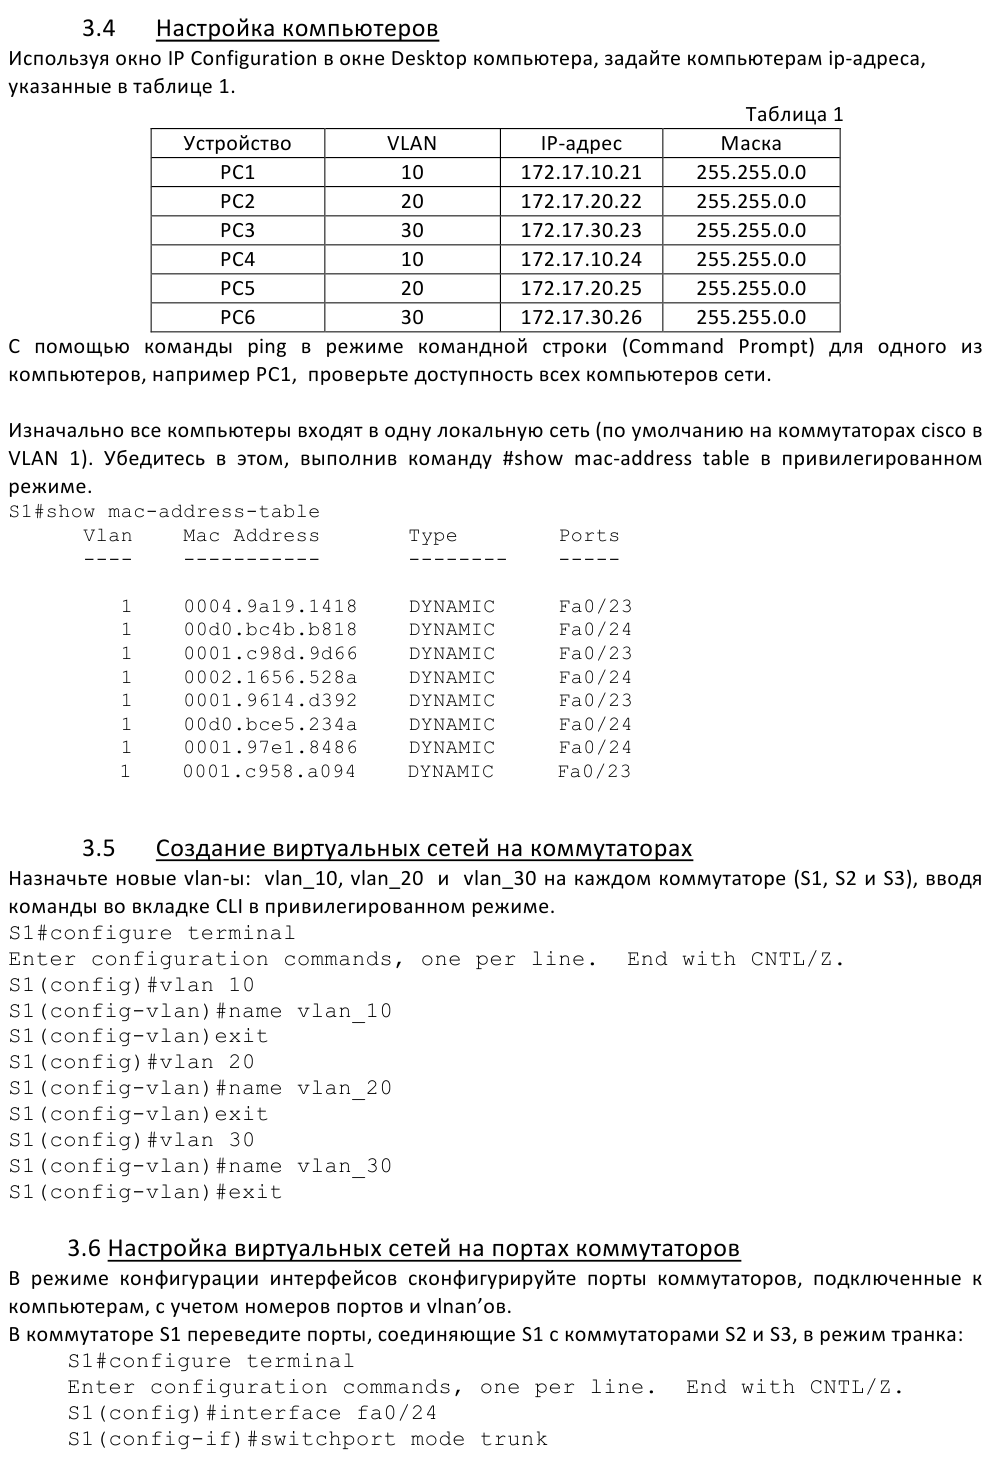 3.4 Настройка компьютеров
Используя окно IP Configuration в окне Desktop компьютера, задайте компьютерам ip-адреса,
указанные в таблице 1.
Таблица 1
Устройство VLAN IP-адрес Маска
PC1 10 172.17.10.21 255.255.0.0
PC2 20 172.17.20.22 255.255.0.0
PC3 30 172.17.30.23 255.255.0.0
PC4 10 172.17.10.24 255.255.0.0
PC5 20 172.17.20.25 255.255.0.0
PC6 30 172.17.30.26 255.255.0.0
С помощью команды ping в режиме командной строки (Command Prompt) для одного из
компьютеров, например PC1, проверьте доступность всех компьютеров сети.
Изначально все компьютеры входят в одну локальную сеть (по умолчанию на коммутаторах cisco в
VLAN 1). Убедитесь в этом, выполнив команду #show mac-address table в привилегированном
режиме.
S1#show mac-address-table
Vlan Mac Address Type Ports
---- ----------- -------- -----
1 0004.9a19.1418 DYNAMIC Fa0/23
1 00d0.bc4b.b818 DYNAMIC Fa0/24
1 0001.c98d.9d66 DYNAMIC Fa0/23
1 0002.1656.528a DYNAMIC Fa0/24
1 0001.9614.d392 DYNAMIC Fa0/23
1 00d0.bce5.234a DYNAMIC Fa0/24
1 0001.97e1.8486 DYNAMIC Fa0/24
1 0001.c958.a094 DYNAMIC Fa0/23
3.5 Создание виртуальных сетей на коммутаторах
Назначьте новые vlan-ы: vlan_10, vlan_20 и vlan_30 на каждом коммутаторе (S1, S2 и S3), вводя
команды во вкладке CLI в привилегированном режиме.
S1#configure terminal
Enter configuration commands, one per line. End with CNTL/Z.
S1(config)#vlan 10
S1(config-vlan)#name vlan_10
S1(config-vlan)exit
S1(config)#vlan 20
S1(config-vlan)#name vlan_20
S1(config-vlan)exit
S1(config)#vlan 30
S1(config-vlan)#name vlan_30
S1(config-vlan)#exit
3.6 Настройка виртуальных сетей на портах коммутаторов
В режиме конфигурации интерфейсов сконфигурируйте порты коммутаторов, подключенные к
компьютерам, с учетом номеров портов и vlnan’ов.
В коммутаторе S1 переведите порты, соединяющие S1 с коммутаторами S2 и S3, в режим транка:
S1#configure terminal
Enter configuration commands, one per line. End with CNTL/Z.
S1(config)#interface fa0/24
S1(config-if)#switchport mode trunk